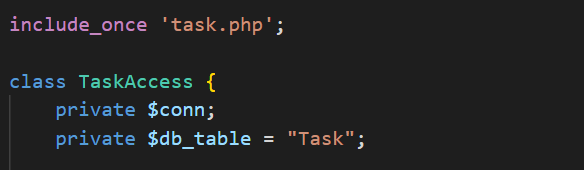 include_once 'task.php';
class TaskAccess {
private $conn;
private $db_table = "Task";